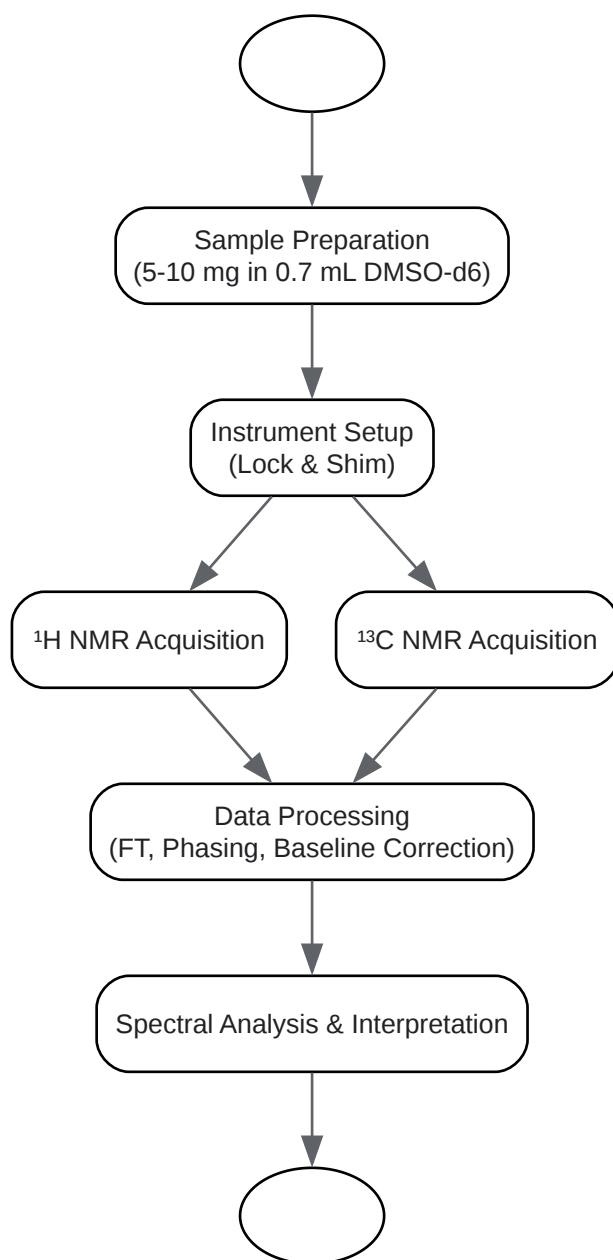 Sample Preparation
(5-10 mg in 0.7 mL DMSO-d6)
Instrument Setup
(Lock & Shim)
¹H NMR Acquisition
¹³C NMR Acquisition
Data Processing
(FT, Phasing, Baseline Correction)
Spectral Analysis & Interpretation